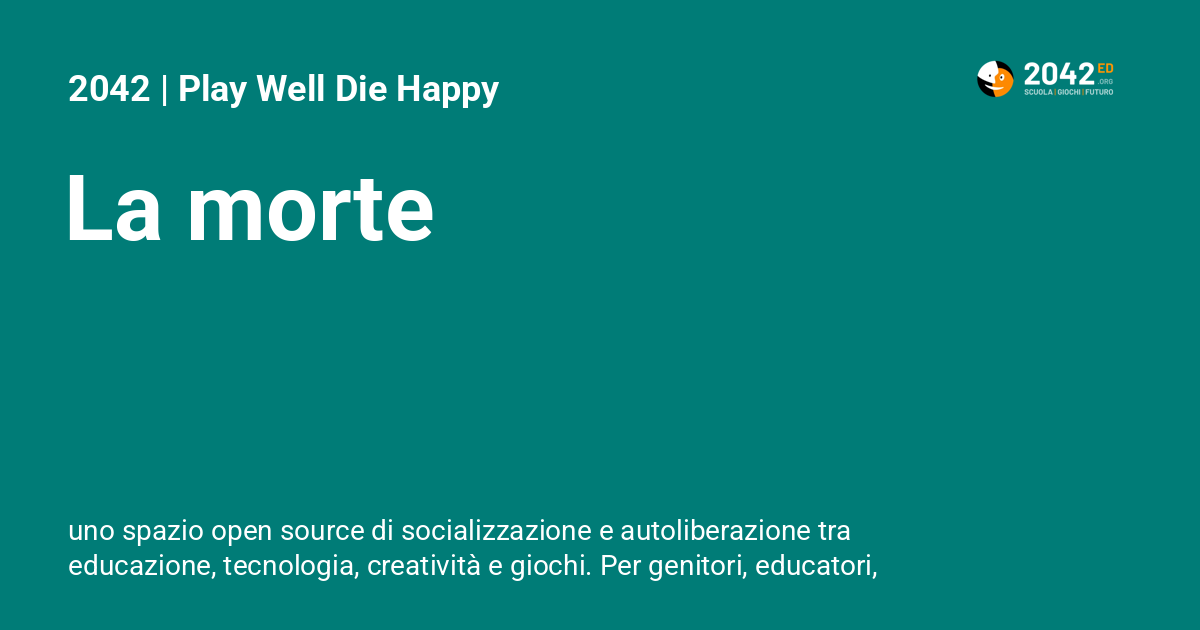 2042 | Play Well Die Happy
2042 ED
.ORG
SCUOLA | GIOCHI | FUTURO
La morte
uno spazio open source di socializzazione e autoliberazione tra
educazione, tecnologia, creatività e giochi. Per genitori, educatori,